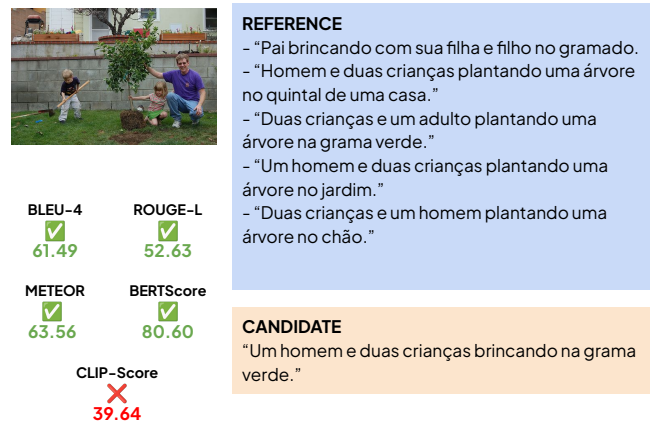 REFERENCE
- “Pai brincando com sua filha e filho no gramado.
- “Homem e duas crianças plantando uma árvore
no quintal de uma casa.”
- “Duas crianças e um adulto plantando uma
árvore na grama verde.”
- “Um homem e duas crianças plantando uma
árvore no jardim.”
- “Duas crianças e um homem plantando uma
árvore no chão.”
BLEU-4 ROUGE-L
61.49 52.63
METEOR BERTScore
63.56 80.60
CLIP-Score
39.64
CANDIDATE
“Um homem e duas crianças brincando na grama
verde.”